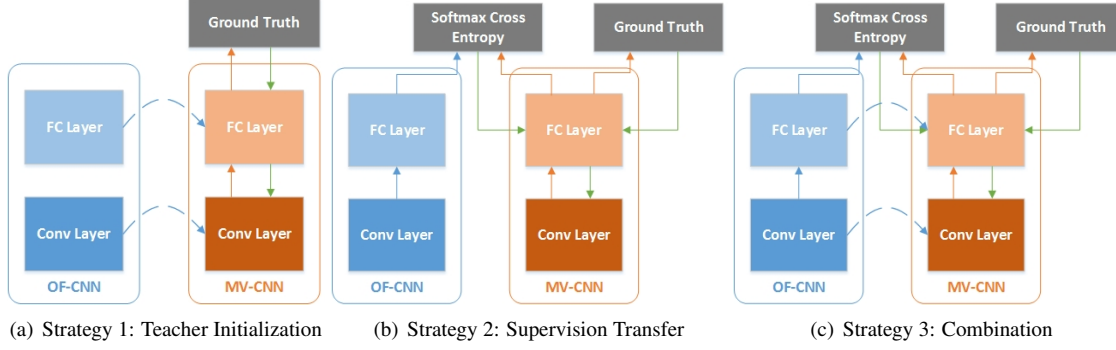 Ground Truth
FC Layer
FC Layer
Conv Layer
Conv Layer
OF-CNN
MV-CNN
(a) Strategy 1: Teacher Initialization
Softmax Cross
Entropy
Ground Truth
FC Layer
FC Layer
Conv Layer
Conv Layer
OF-CNN
MV-CNN
(b) Strategy 2: Supervision Transfer
Softmax Cross
Entropy
Ground Truth
FC Layer
FC Layer
Conv Layer
Conv Layer
OF-CNN
MV-CNN
(c) Strategy 3: Combination